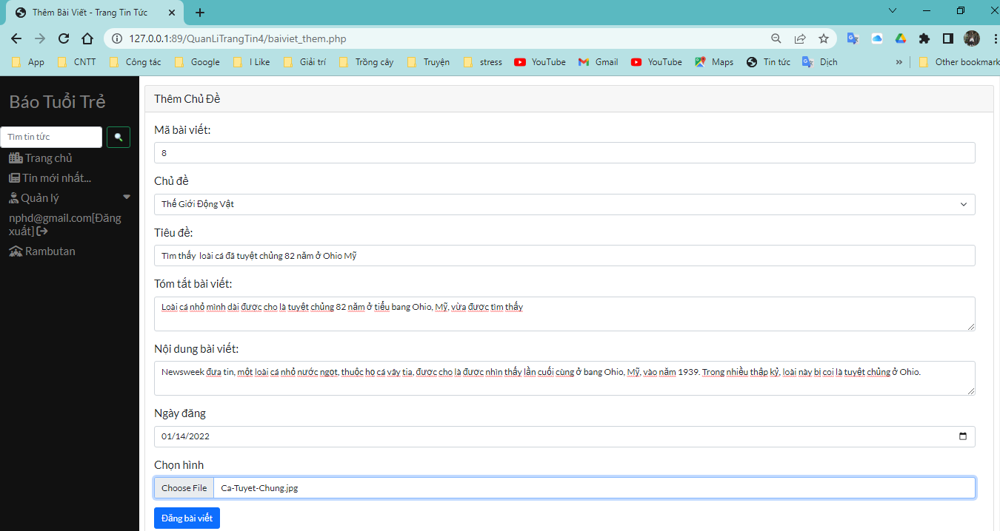 Thêm Bài Viết - Trang Tin Tức
127.0.0.1:89/QuanLiTrangTin4/baiviet_them.php
App CNTT Công tác Google I Like Giải trí Trồng cây Truyện stress YouTube Gmail YouTube Maps Tin tức Dịch » Other bookmark
Báo Tuổi Trẻ
Tìm tin tức
Trang chủ
Tin mới nhất...
Quản lý
nphd@gmail.com[Đăng
xuất]
Rambutan
Thêm Chủ Đề
Mã bài viết:
8
Chủ đề
Thế Giới Động Vật
Tiêu đề:
Tìm thấy loài cá đã tuyệt chủng 82 năm ở Ohio Mỹ
Tóm tắt bài viết:
Loài cá nhỏ mình dài được cho là tuyệt chủng 82 năm ở tiểu bang Ohio, Mỹ, vừa được tìm thấy
Nội dung bài viết:
Newsweek đưa tin, một loài cá nhỏ nước ngọt, thuộc họ cá vây tia, được cho là được nhìn thấy lần cuối cùng ở bang Ohio, Mỹ, vào năm 1939. Trong nhiều thập kỷ, loài này bị coi là tuyệt chủng ở Ohio.
Ngày đăng
01/14/2022
Chọn hình
Choose File Ca-Tuyet-Chung.jpg
Đăng bài viết